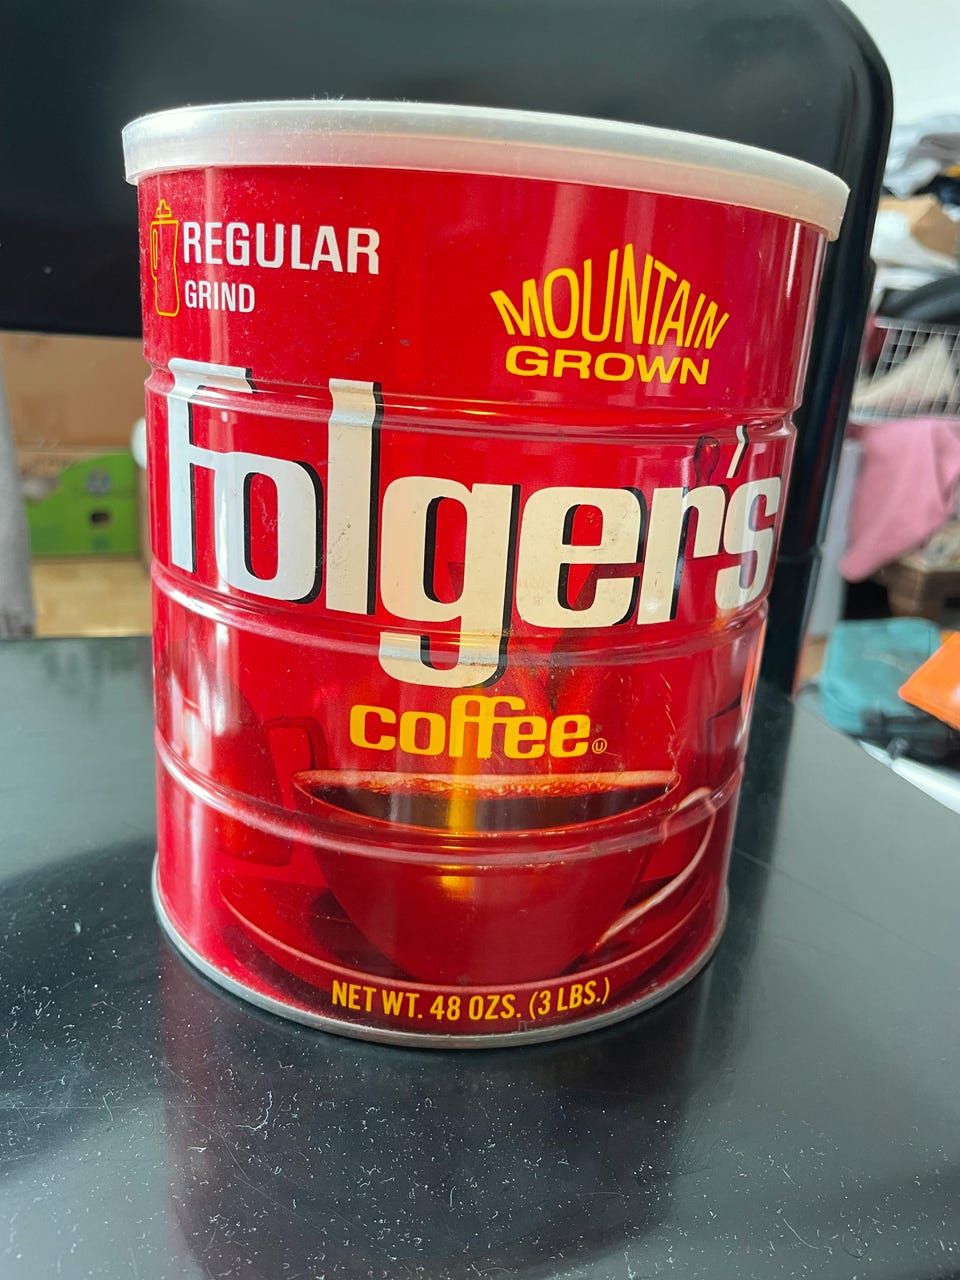 REGULAR
GRIND
MOUNTAIN
GROWN
Folger's
coffee Ⓤ
NET WT. 48 OZS. (3 LBS.)